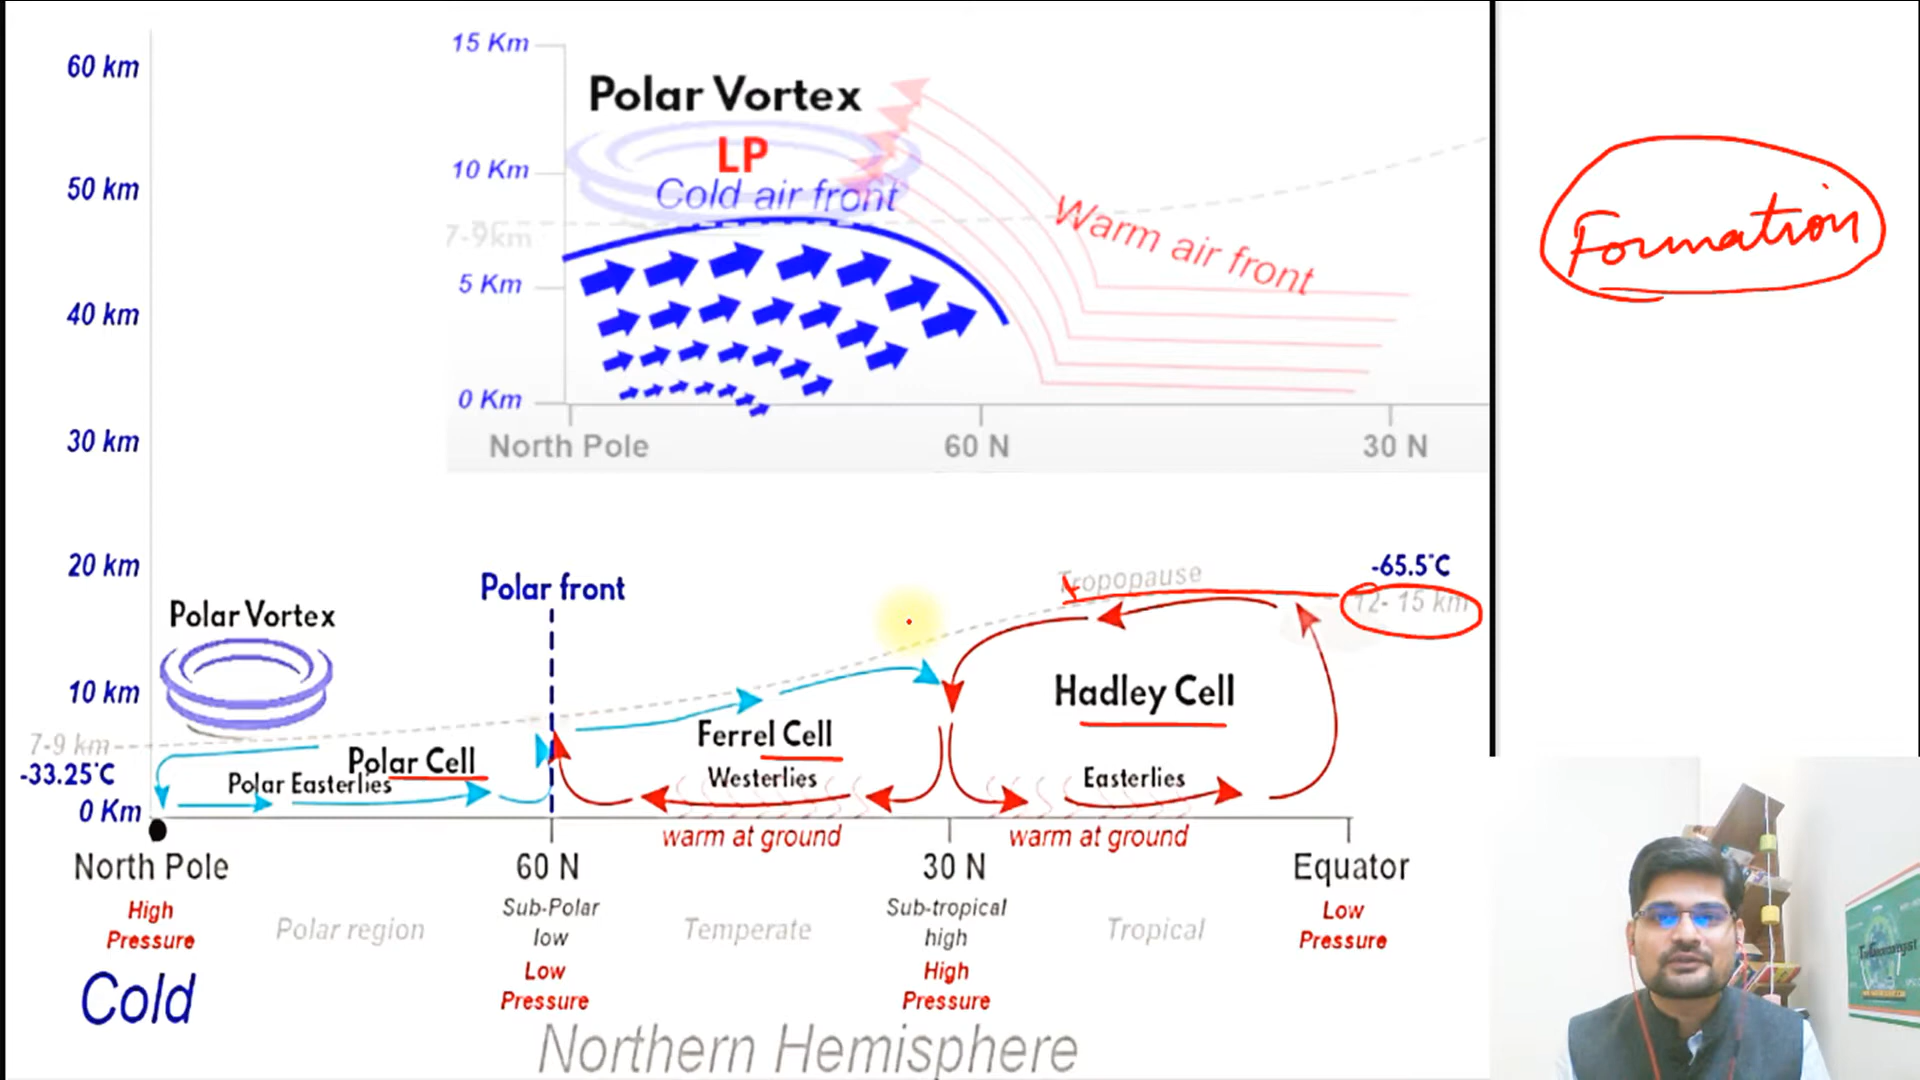 60 km
50 km
40 km
30 km
20 km
10 km
7-9 km
-33.25°C
0 Km
15 Km
10 Km
7-9km
5 Km
0 Km
Polar Vortex
LP
Cold air front
Warm air front
North Pole
60 N
30 N
Formation
Polar Vortex
Polar front
Tropopause
-65.5°C
12- 15 km
Polar Cell
Polar Easterlies
Ferrel Cell
Westerlies
Hadley Cell
Easterlies
warm at ground
warm at ground
North Pole
60 N
30 N
Equator
High
Pressure
Polar region
Sub-Polar
low
Low
Pressure
Temperate
Sub-tropical
high
High
Pressure
Tropical
Low
Pressure
Cold
Northern Hemisphere